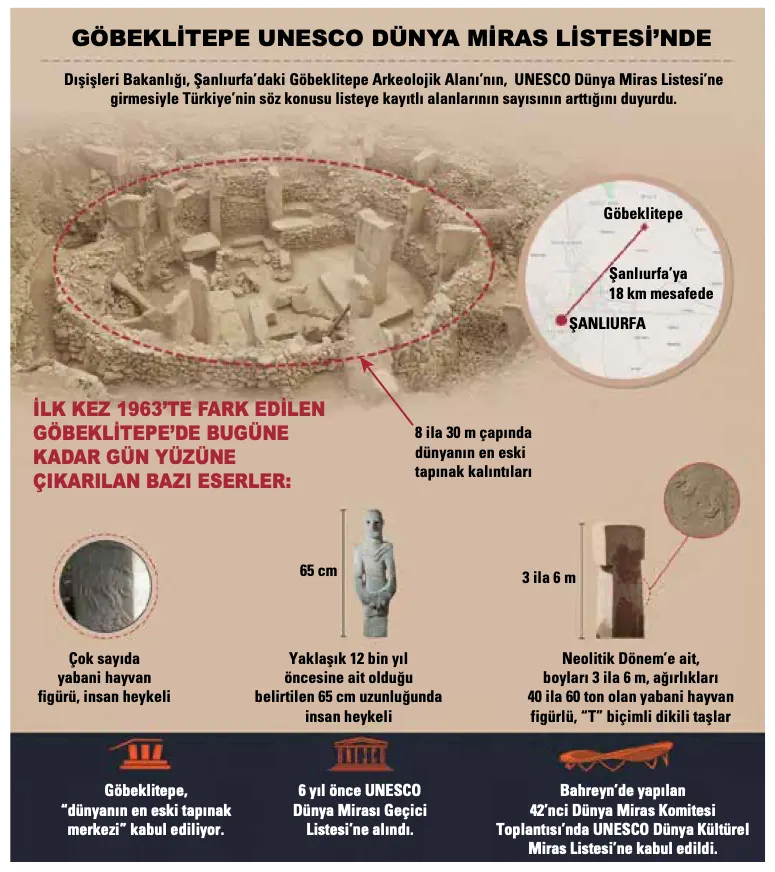 GÖBEKLİTEPE UNESCO DÜNYA MİRAS LİSTESİ'NDE
Dışişleri Bakanlığı, Şanlıurfa'daki Göbeklitepe Arkeolojik Alanı'nın, UNESCO Dünya Miras Listesi'ne
girmesiyle Türkiye'nin söz konusu listeye kayıtlı alanlarının sayısının arttığını duyurdu.
Göbeklitepe
Şanlıurfa'ya
18 km mesafede
ŞANLIURFA
8 ila 30 m çapında
dünyanın en eski
tapınak kalıntıları
İLK KEZ 1963'TE FARK EDİLEN
GÖBEKLİTEPE'DE BUGÜNE
KADAR GÜN YÜZÜNE
ÇIKARILAN BAZI ESERLER:
Çok sayıda
yabani hayvan
figürü, insan heykeli
65 cm
Yaklaşık 12 bin yıl
öncesine ait olduğu
belirtilen 65 cm uzunluğunda
insan heykeli
3 ila 6 m
Neolitik Dönem'e ait,
boyları 3 ila 6 m, ağırlıkları
40 ila 60 ton olan yabani hayvan
figürlü, "T" biçimli dikili taşlar
Göbeklitepe,
"dünyanın en eski tapınak
merkezi" kabul ediliyor.
6 yıl önce UNESCO
Dünya Mirası Geçici
Listesi'ne alındı.
Bahreyn'de yapılan
42'nci Dünya Miras Komitesi
Toplantısı'nda UNESCO Dünya Kültürel
Miras Listesi'ne kabul edildi.